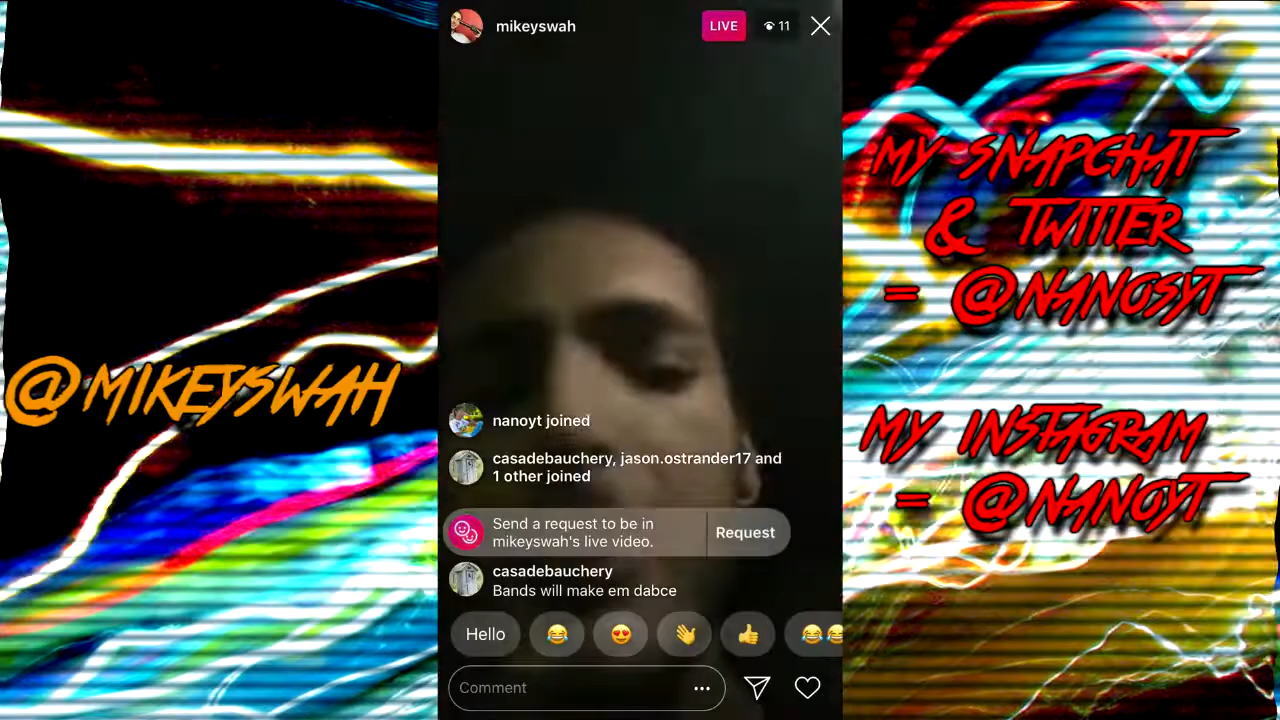 mikeyswah
LIVE
11
@MIKEYSWAH
MY SNAPCHAT
& TWITTER
= @NANOSYT
MY INSTAGRAM
= @NANOYT
nanoyt joined
casadebauchery, jason.ostrander17 and
1 other joined
Send a request to be in
mikeyswah's live video.
Request
casadebauchery
Bands will make em dabce
Hello
Comment